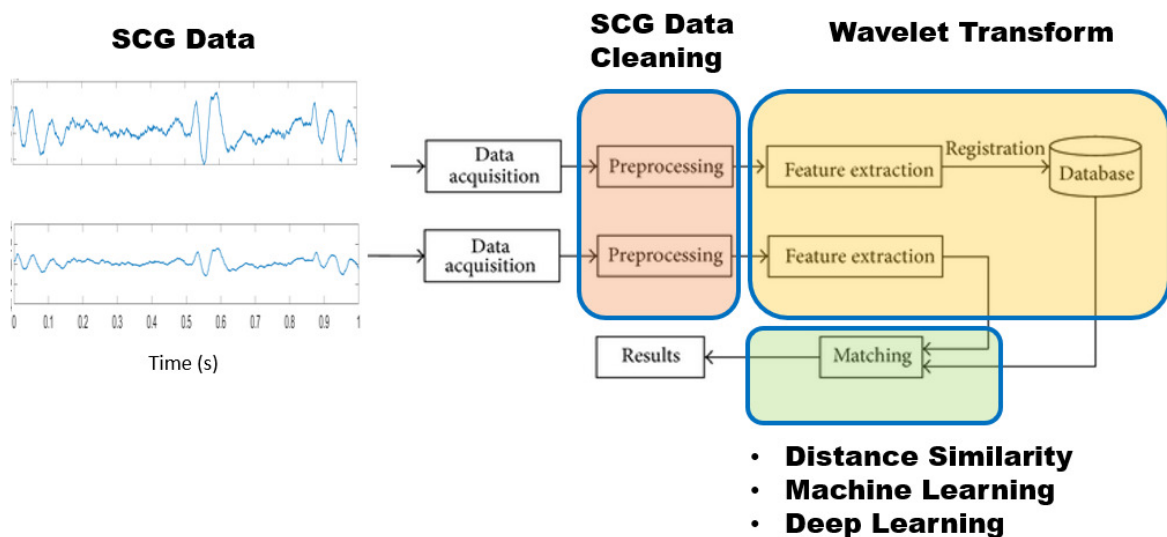 SCG Data
SCG Data
Cleaning
Wavelet Transform
Data
acquisition
Preprocessing
Feature extraction
Registration
Database
Data
acquisition
Preprocessing
Feature extraction
0 0.1 0.2 0.3 0.4 0.5 0.6 0.7 0.8 0.9 1
Time (s)
Results
Matching
• Distance Similarity
• Machine Learning
• Deep Learning